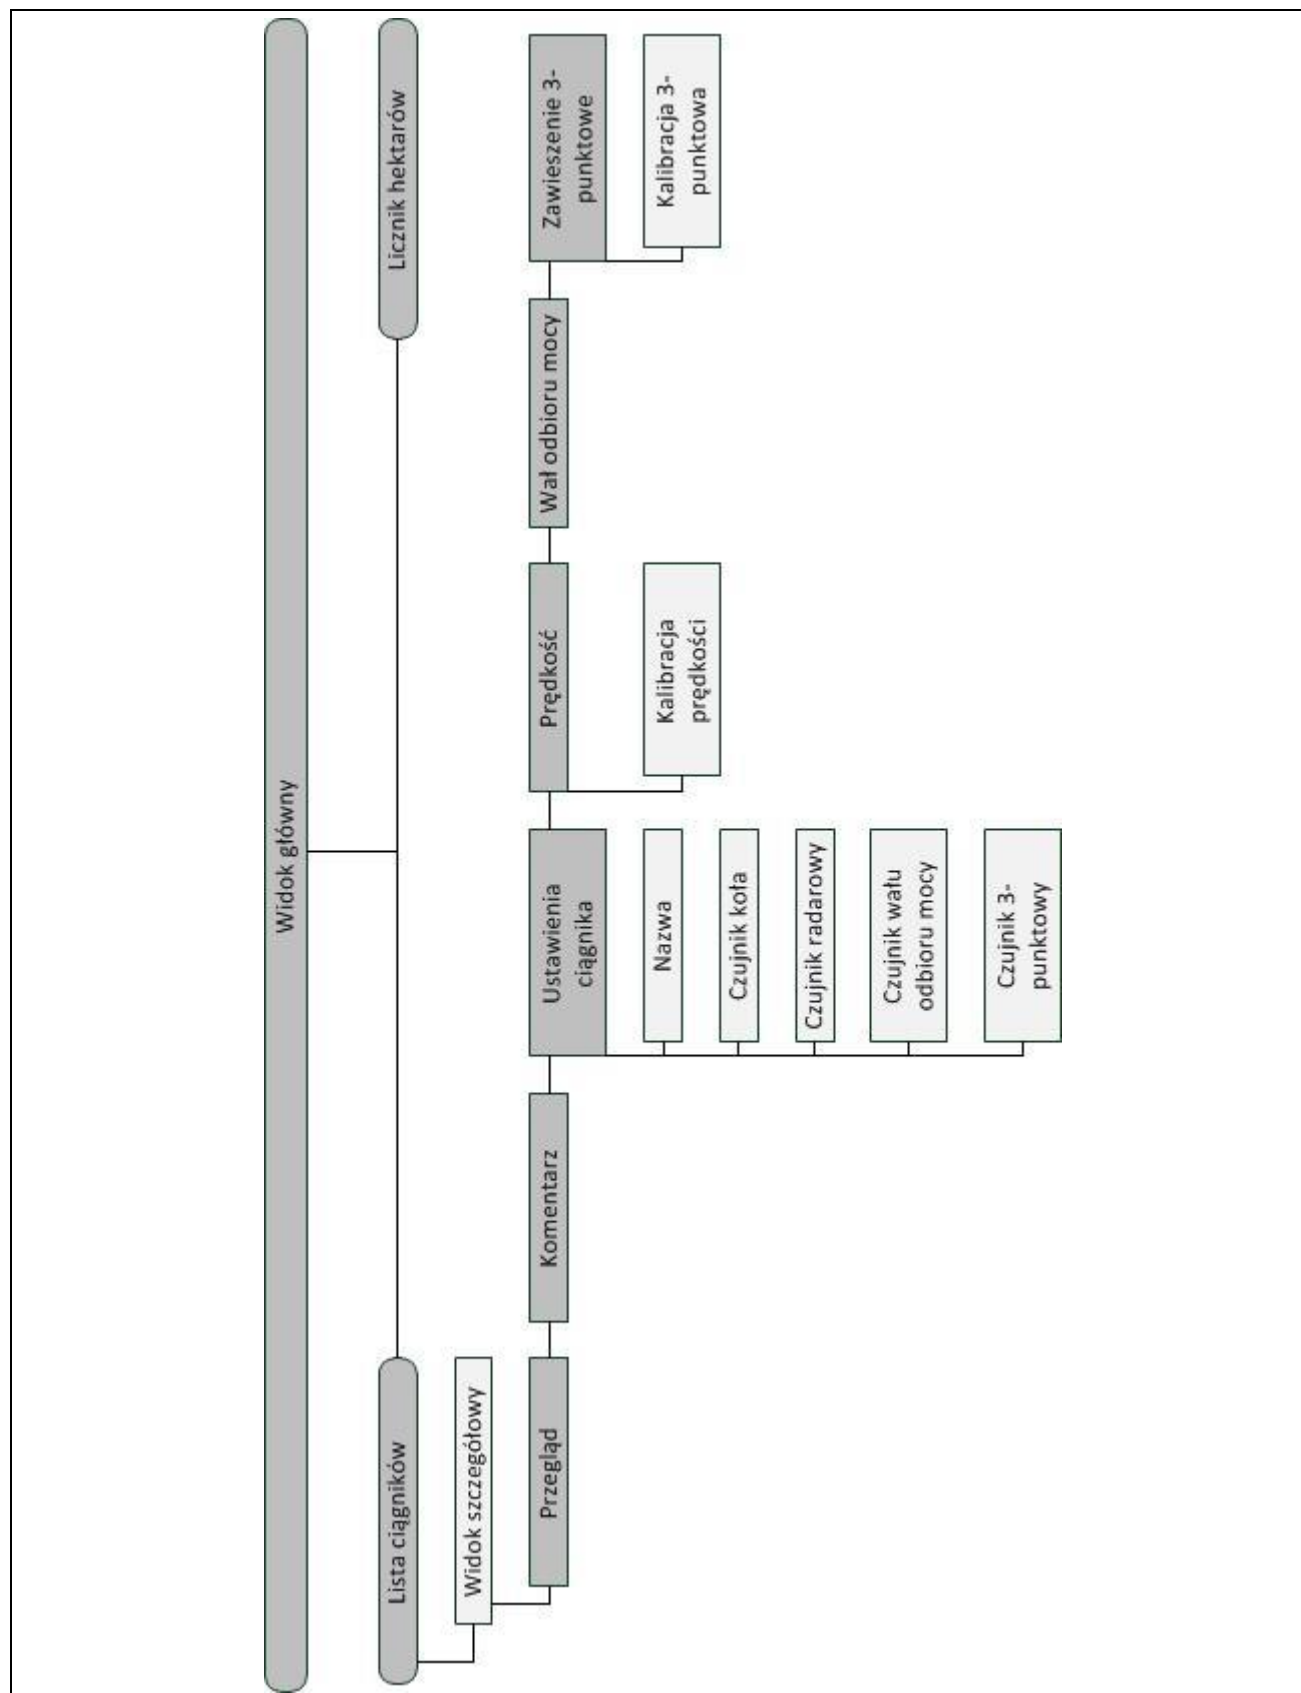 Widok główny
Lista ciągników
Licznik hektarów
Widok szczegółowy
Przegląd
Komentarz
Ustawienia
ciągnika
Prędkość
Wał odbioru mocy
Zawieszenie 3-
punktowe
Nazwa
Czujnik koła
Czujnik radarowy
Czujnik wału
odbioru mocy
Czujnik 3-
punktowy
Kalibracja
prędkości
Kalibracja 3-
punktowa